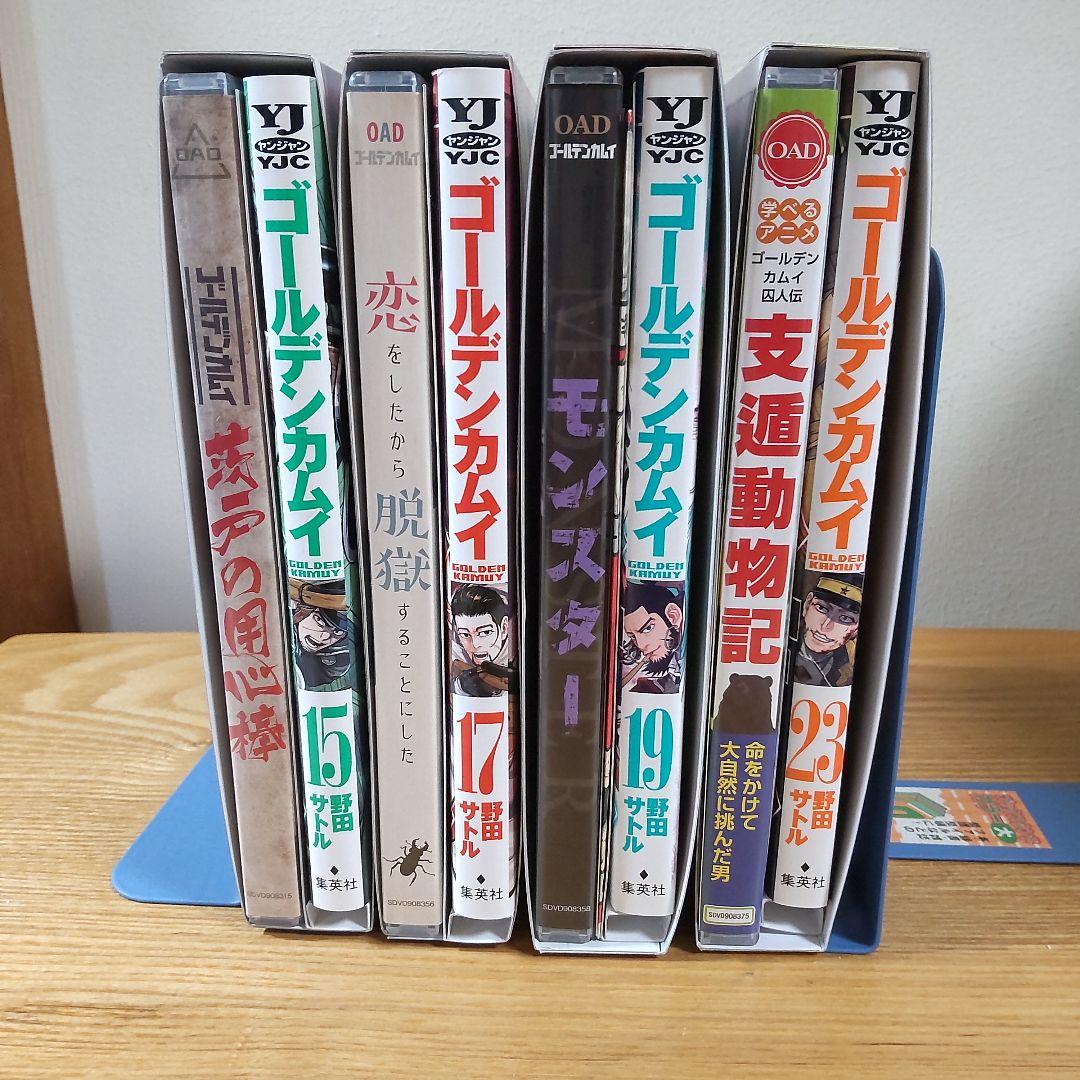 OAD
ゴールデンカムイ
茨戸の用心棒
SDVD908315
YJ
ヤンジャン
YJC
ゴールデンカムイ
GOLDEN
KAMUY
15
野田
サトル
集英社
OAD
ゴールデンカムイ
恋をしたから脱獄することにした
SDVD908356
YJ
ヤンジャン
YJC
ゴールデンカムイ
GOLDEN
KAMUY
17
野田
サトル
集英社
OAD
ゴールデンカムイ
モンスター
SDVD908358
YJ
ヤンジャン
YJC
ゴールデンカムイ
GOLDEN
KAMUY
19
野田
サトル
集英社
OAD
学べる
アニメ
ゴールデン
カムイ
囚人伝
支遁動物記
命をかけて
大自然に挑んだ男
SDVD908375
YJ
ヤンジャン
YJC
ゴールデンカムイ
GOLDEN
KAMUY
23
野田
サトル
集英社